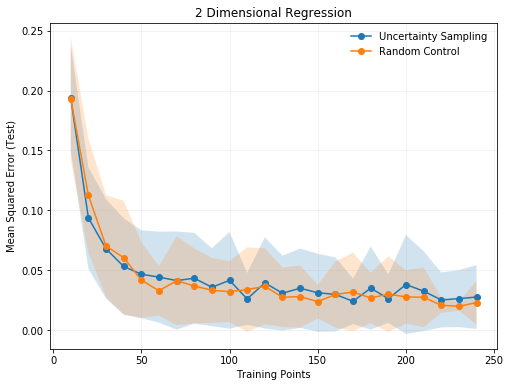 2 Dimensional Regression
Uncertainty Sampling
Random Control
Mean Squared Error (Test)
0.25
0.20
0.15
0.10
0.05
0.00
0 50 100 150 200 250
Training Points